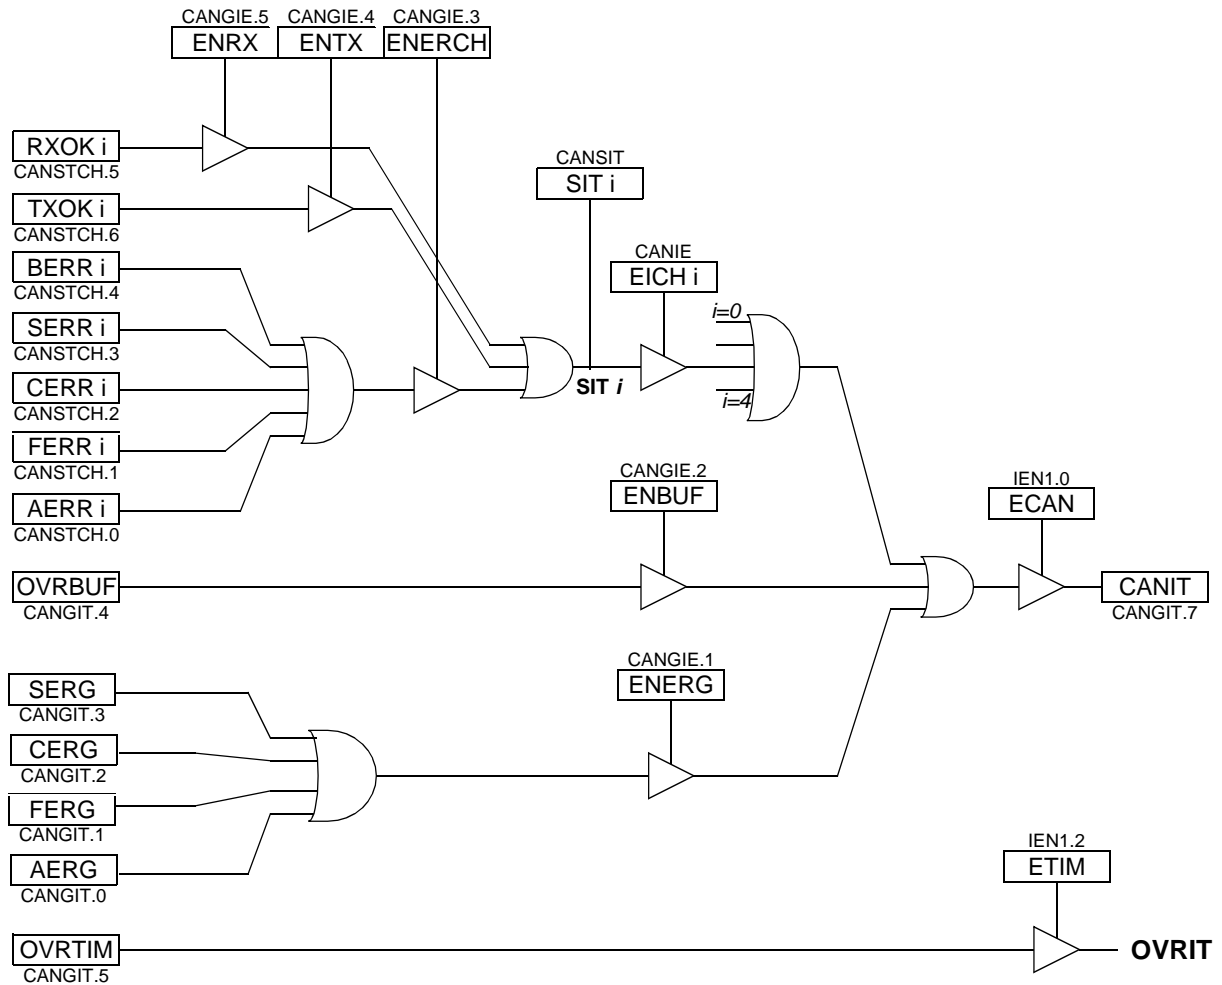 CANGIE.5 CANGIE.4 CANGIE.3
ENRX ENTX ENERCH
RXOK i
CANSTCH.5
TXOK i
CANSTCH.6
BERR i
CANSTCH.4
SERR i
CANSTCH.3
CERR i
CANSTCH.2
FERR i
CANSTCH.1
AERR i
CANSTCH.0
CANSIT
SIT i
SIT i
CANIE
EICH i
i=0
i=4
CANGIE.2
ENBUF
OVRBUF
CANGIT.4
IEN1.0
ECAN
CANIT
CANGIT.7
CANGIE.1
ENERG
SERG
CANGIT.3
CERG
CANGIT.2
FERG
CANGIT.1
AERG
CANGIT.0
IEN1.2
ETIM
OVRTIM
CANGIT.5
OVRIT